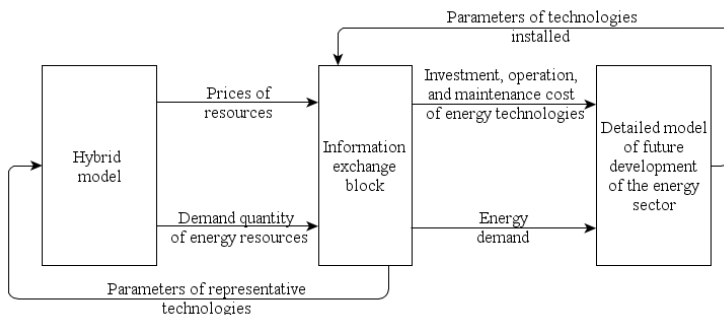 Parameters of technologies
installed
Hybrid
model
Prices of
resources
Demand quantity
of energy resources
Information
exchange
block
Investment, operation,
and maintenance cost
of energy technologies
Energy
demand
Detailed model
of future
development
of the energy
sector
Parameters of representative
technologies